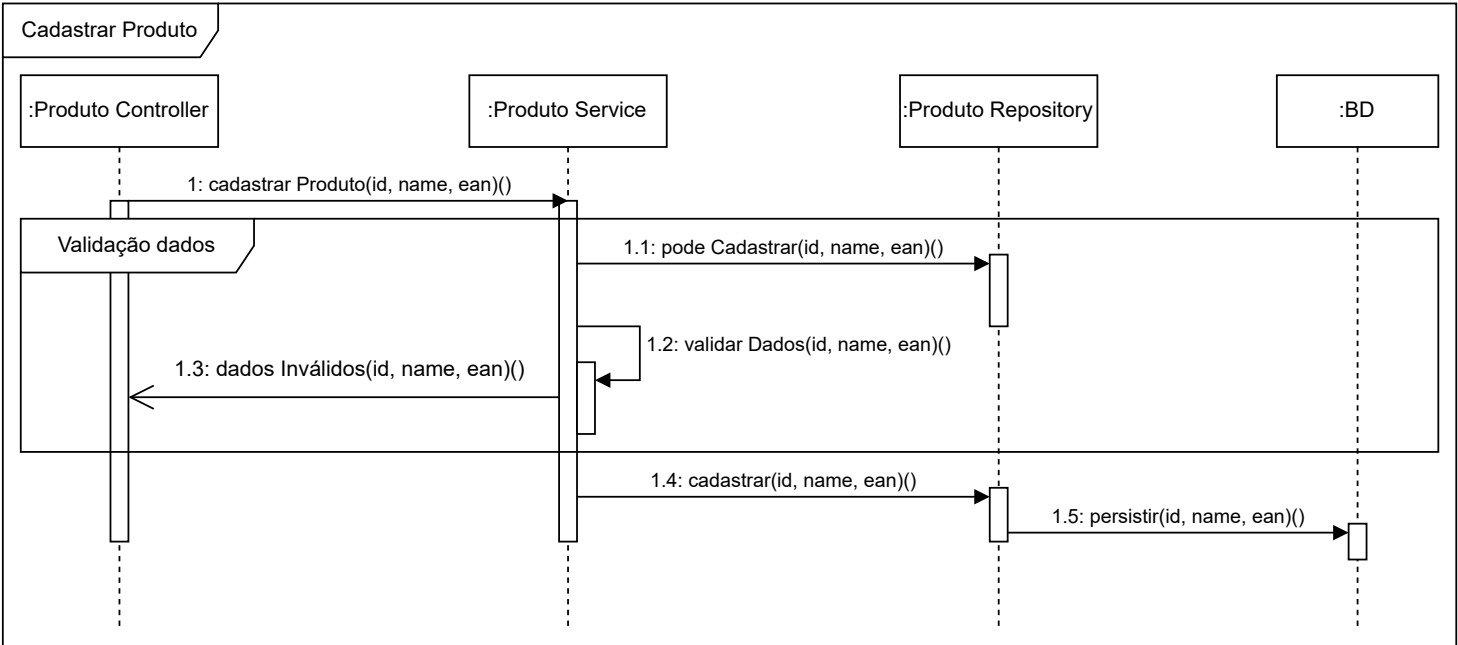 Cadastrar Produto
:Produto Controller
:Produto Service
:Produto Repository
:BD
1: cadastrar Produto(id, name, ean)()
Validação dados
1.1: pode Cadastrar(id, name, ean)()
1.2: validar Dados(id, name, ean)()
1.3: dados Inválidos(id, name, ean)()
1.4: cadastrar(id, name, ean)()
1.5: persistir(id, name, ean)()